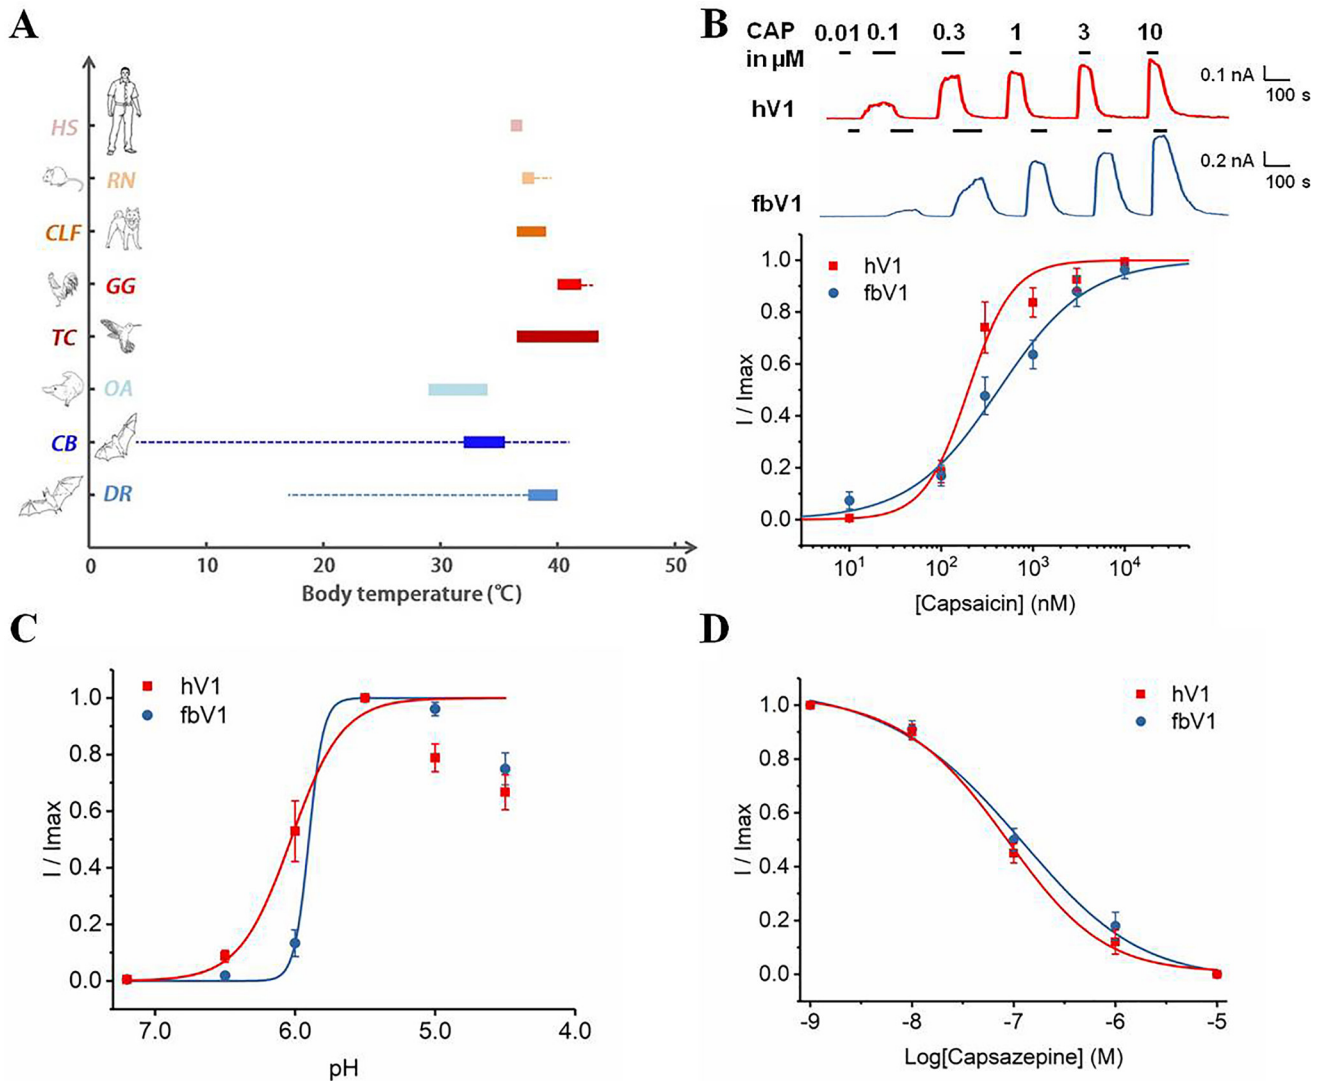 A
HS
RN
CLF
GG
TC
OA
CB
DR
0 10 20 30 40 50
Body temperature (℃)
B
CAP 0.01 0.1 0.3 1 3 10
in μM
hV1
0.1 nA
100 s
fbV1
0.2 nA
100 s
hV1
fbV1
1.0
0.8
0.6
0.4
0.2
0.0
I / Imax
10¹ 10² 10³ 10⁴
[Capsaicin] (nM)
C
hV1
fbV1
1.0
0.8
0.6
0.4
0.2
0.0
I / Imax
7.0 6.0 5.0 4.0
pH
D
hV1
fbV1
1.0
0.8
0.6
0.4
0.2
0.0
I / Imax
-9 -8 -7 -6 -5
Log[Capsazepine] (M)